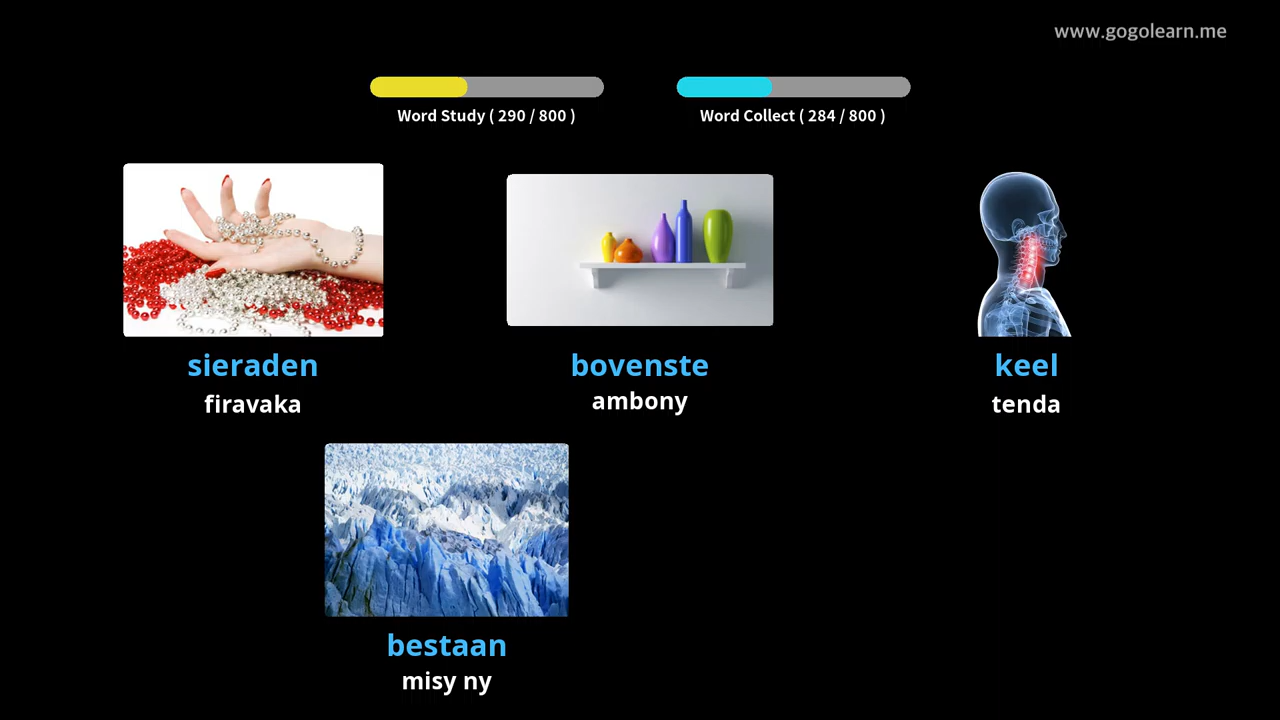 www.gogolearn.me
Word Study ( 290 / 800 )
Word Collect ( 284 / 800 )
sieraden
firavaka
bovenste
ambony
keel
tenda
bestaan
misy ny